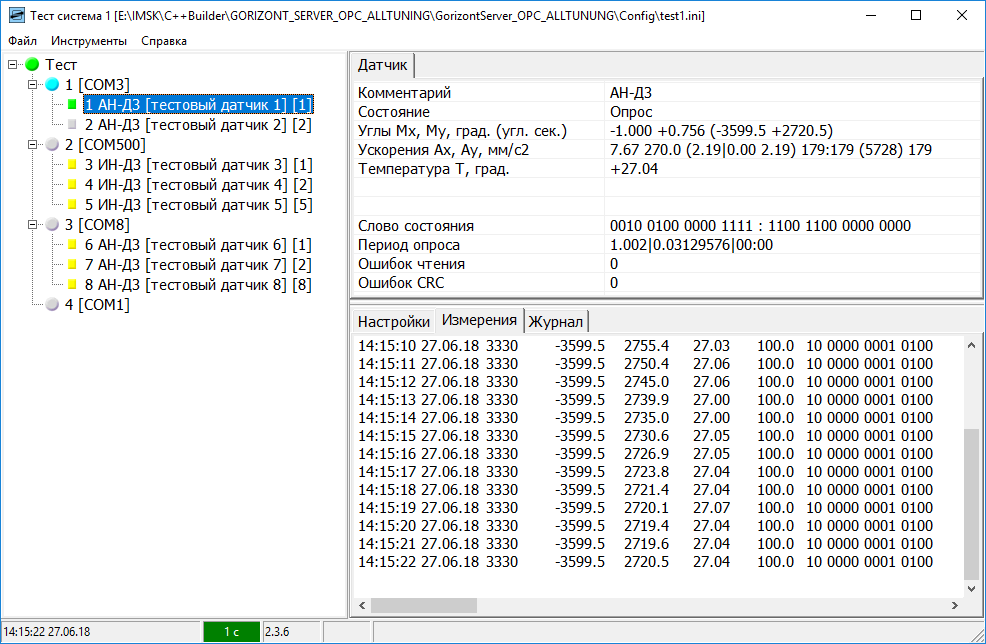 Тест система 1 [E:\IMSK\C++Builder\GORIZONT_SERVER_OPC_ALLTUNING\GorizontServer_OPC_ALLTUNUNG\Config\test1.ini]
Файл Инструменты Справка
Тест
1 [COM3]
1 АН-Д3 [тестовый датчик 1] [1]
2 АН-Д3 [тестовый датчик 2] [2]
2 [COM500]
3 ИН-Д3 [тестовый датчик 3] [1]
4 ИН-Д3 [тестовый датчик 4] [2]
5 ИН-Д3 [тестовый датчик 5] [5]
3 [COM8]
6 АН-Д3 [тестовый датчик 6] [1]
7 АН-Д3 [тестовый датчик 7] [2]
8 АН-Д3 [тестовый датчик 8] [8]
4 [COM1]
Датчик
Комментарий АН-Д3
Состояние Опрос
Углы Mx, My, град. (угл. сек.) -1.000 +0.756 (-3599.5 +2720.5)
Ускорения Ax, Ay, мм/с2 7.67 270.0 (2.19|0.00 2.19) 179:179 (5728) 179
Температура T, град. +27.04
Слово состояния 0010 0100 0000 1111 : 1100 1100 0000 0000
Период опроса 1.002|0.03129576|00:00
Ошибок чтения 0
Ошибок CRC 0
Настройки Измерения Журнал
14:15:10 27.06.18 3330 -3599.5 2755.4 27.03 100.0 10 0000 0001 0100
14:15:11 27.06.18 3330 -3599.5 2750.4 27.06 100.0 10 0000 0001 0100
14:15:12 27.06.18 3330 -3599.5 2745.0 27.06 100.0 10 0000 0001 0100
14:15:13 27.06.18 3330 -3599.5 2739.9 27.00 100.0 10 0000 0001 0100
14:15:14 27.06.18 3330 -3599.5 2735.0 27.00 100.0 10 0000 0001 0100
14:15:15 27.06.18 3330 -3599.5 2730.6 27.05 100.0 10 0000 0001 0100
14:15:16 27.06.18 3330 -3599.5 2726.9 27.05 100.0 10 0000 0001 0100
14:15:17 27.06.18 3330 -3599.5 2723.8 27.04 100.0 10 0000 0001 0100
14:15:18 27.06.18 3330 -3599.5 2721.4 27.04 100.0 10 0000 0001 0100
14:15:19 27.06.18 3330 -3599.5 2720.1 27.07 100.0 10 0000 0001 0100
14:15:20 27.06.18 3330 -3599.5 2719.4 27.04 100.0 10 0000 0001 0100
14:15:21 27.06.18 3330 -3599.5 2719.6 27.04 100.0 10 0000 0001 0100
14:15:22 27.06.18 3330 -3599.5 2720.5 27.04 100.0 10 0000 0001 0100
14:15:22 27.06.18 1 с 2.3.6